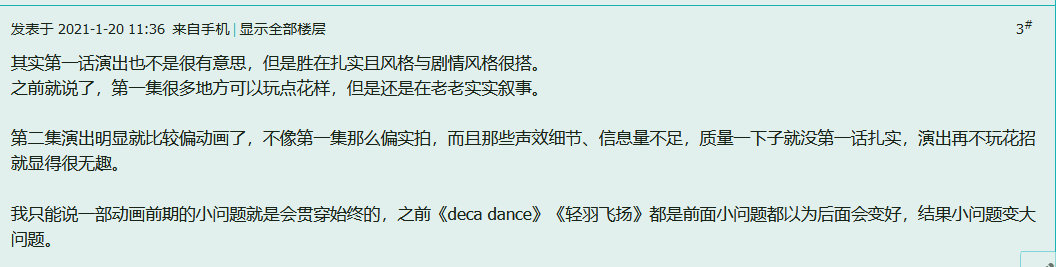 发表于 2021-1-20 11:36 来自手机 | 显示全部楼层 3#
其实第一话演出也不是很有意思，但是胜在扎实且风格与剧情风格很搭。
之前就说了，第一集很多地方可以玩点花样，但是还是在老老实实叙事。
第二集演出明显就比较偏动画了，不像第一集那么偏实拍，而且那些声效细节、信息量不足，质量一下子就没第一话扎实，演出再不玩花招
就显得很无趣。
我只能说一部动画前期的小问题就是会贯穿始终的，之前《deca dance》《轻羽飞扬》都是前面小问题都以为后面会变好，结果小问题变大
问题。